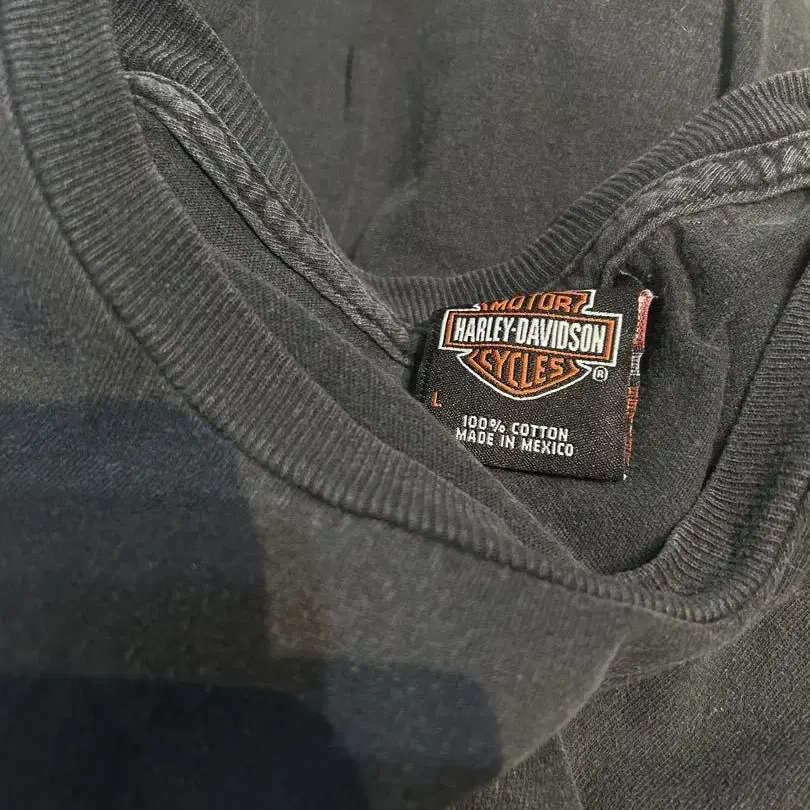 MOTOR
HARLEY-DAVIDSON
CYCLES
®
L
100% COTTON
MADE IN MEXICO